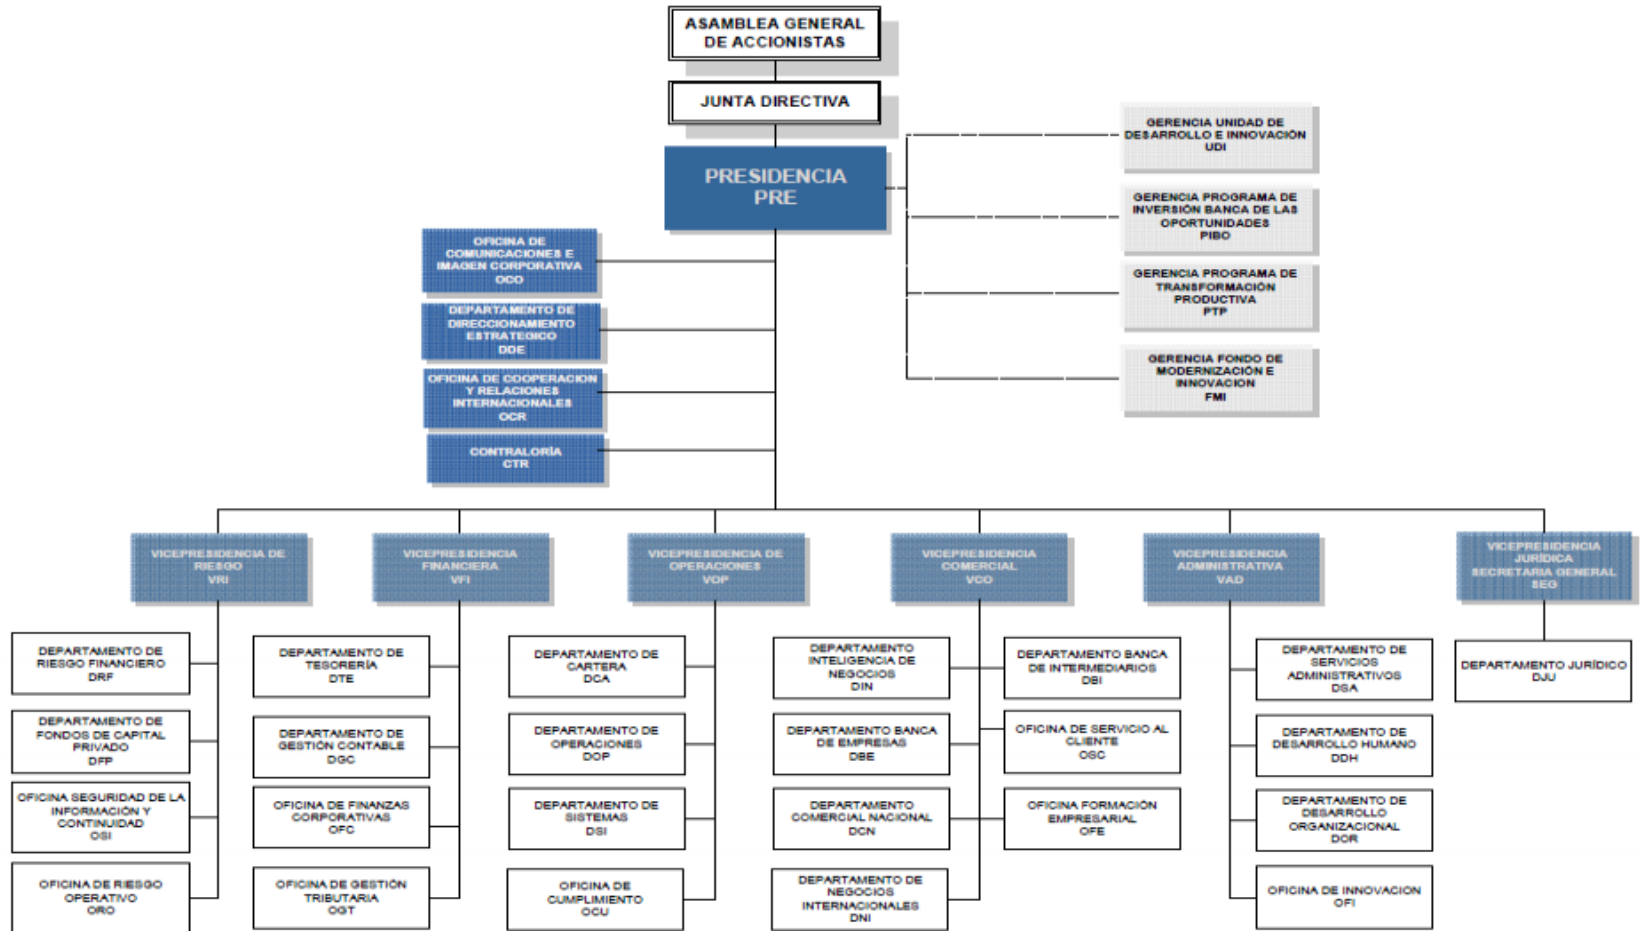 ASAMBLEA GENERAL
DE ACCIONISTAS
JUNTA DIRECTIVA
PRESIDENCIA
PRE
GERENCIA UNIDAD DE
DESARROLLO E INNOVACIÓN
UDI
GERENCIA PROGRAMA DE
INVERSIÓN BANCA DE LAS
OPORTUNIDADES
PIBO
GERENCIA PROGRAMA DE
TRANSFORMACIÓN
PRODUCTIVA
PTP
GERENCIA FONDO DE
MODERNIZACIÓN E
INNOVACION
FMI
OFICINA DE
COMUNICACIONES E
IMAGEN CORPORATIVA
OCO
DEPARTAMENTO DE
DIRECCIONAMIENTO
ESTRATEGICO
DDE
OFICINA DE COOPERACION
Y RELACIONES
INTERNACIONALES
OCR
CONTRALORÍA
CTR
VICEPRESIDENCIA DE
RIESGO
VRI
VICEPRESIDENCIA
FINANCIERA
VFI
VICEPRESIDENCIA DE
OPERACIONES
VOP
VICEPRESIDENCIA
COMERCIAL
VCO
VICEPRESIDENCIA
ADMINISTRATIVA
VAD
VICEPRESIDENCIA
JURÍDICA
SECRETARIA GENERAL
SEG
DEPARTAMENTO DE
RIESGO FINANCIERO
DRF
DEPARTAMENTO DE
FONDOS DE CAPITAL
PRIVADO
DFP
OFICINA SEGURIDAD DE LA
INFORMACIÓN Y
CONTINUIDAD
OSI
OFICINA DE RIESGO
OPERATIVO
ORO
DEPARTAMENTO DE
TESORERÍA
DTE
DEPARTAMENTO DE
GESTIÓN CONTABLE
DGC
OFICINA DE FINANZAS
CORPORATIVAS
OFC
OFICINA DE GESTIÓN
TRIBUTARIA
OGT
DEPARTAMENTO DE
CARTERA
DCA
DEPARTAMENTO DE
OPERACIONES
DOP
DEPARTAMENTO DE
SISTEMAS
DSI
OFICINA DE
CUMPLIMIENTO
OCU
DEPARTAMENTO
INTELIGENCIA DE
NEGOCIOS
DIN
DEPARTAMENTO BANCA
DE EMPRESAS
DBE
DEPARTAMENTO
COMERCIAL NACIONAL
DCN
DEPARTAMENTO DE
NEGOCIOS
INTERNACIONALES
DNI
DEPARTAMENTO BANCA
DE INTERMEDIARIOS
DBI
OFICINA DE SERVICIO AL
CLIENTE
OSC
OFICINA FORMACIÓN
EMPRESARIAL
OFE
DEPARTAMENTO DE
SERVICIOS
ADMINISTRATIVOS
DSA
DEPARTAMENTO DE
DESARROLLO HUMANO
DDH
DEPARTAMENTO DE
DESARROLLO
ORGANIZACIONAL
DOR
OFICINA DE INNOVACION
OFI
DEPARTAMENTO JURÍDICO
DJU